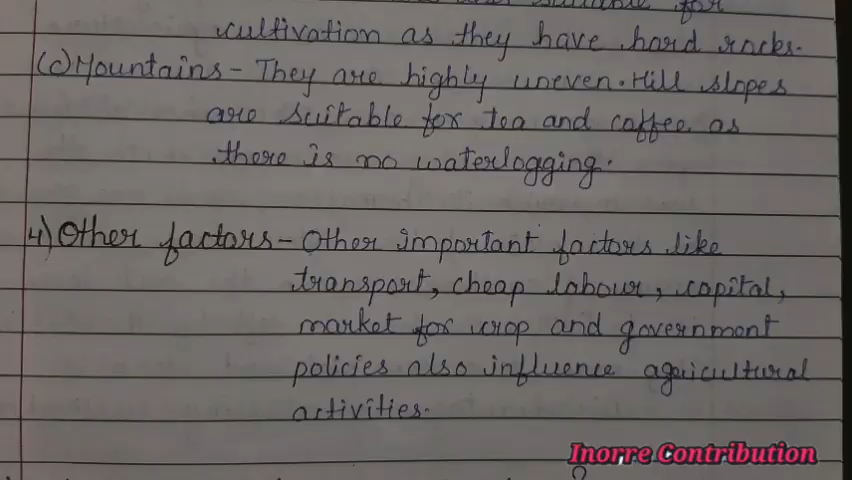 cultivation as they have hard rocks.
(c) Mountains - They are highly uneven. Hill slopes
are suitable for tea and coffee as
there is no waterlogging.
4) Other factors - Other important factors like
transport, cheap labour, capital,
market for crop and government
policies also influence agricultural
activities.
Inorre Contribution